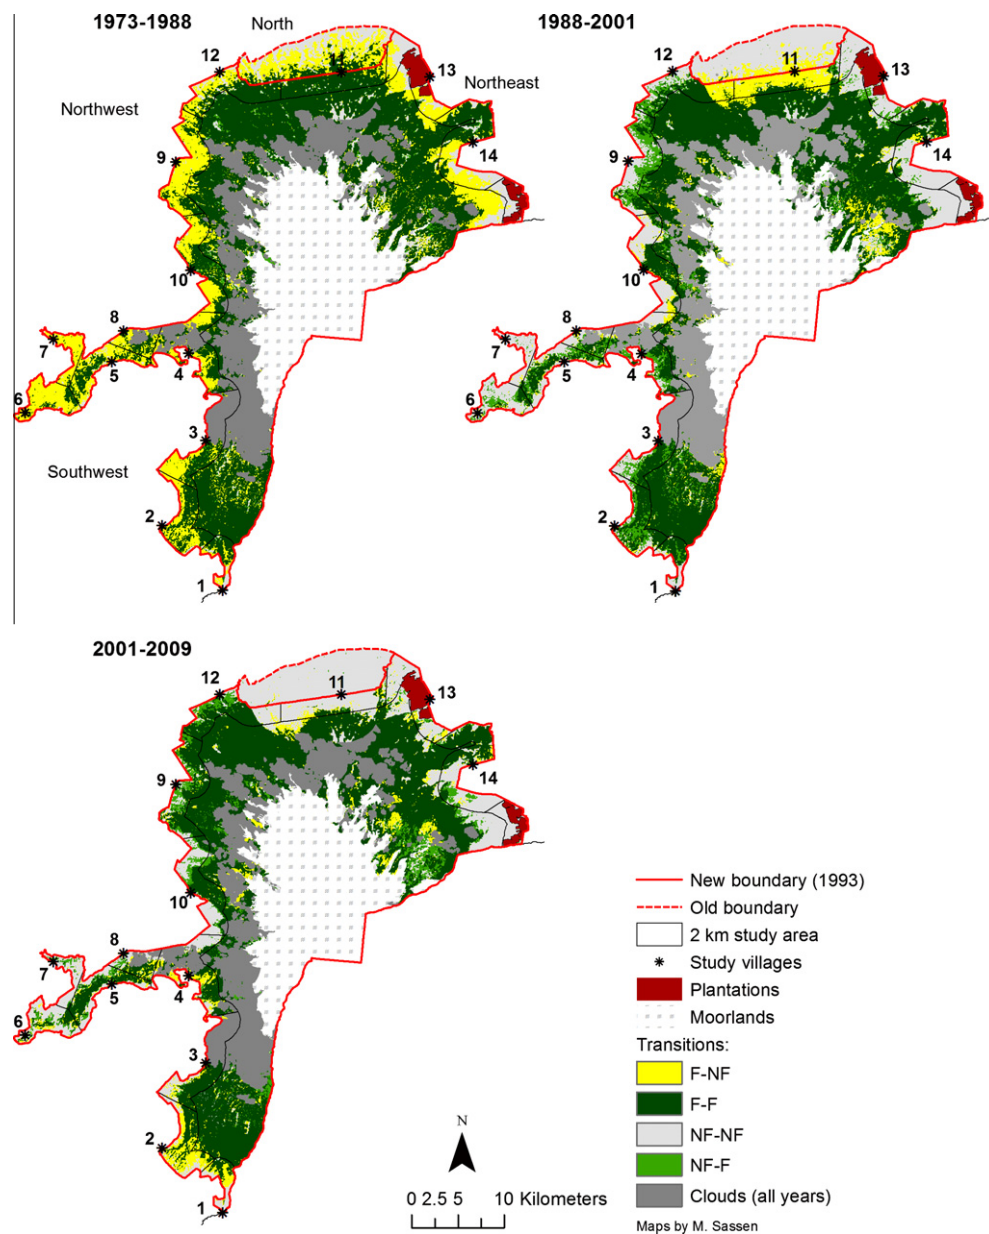 1973-1988
North
12
11
13
Northeast
Northwest
9
14
10
8
7
5
4
6
3
Southwest
2
1
1988-2001
12
11
13
9
14
10
8
7
5
4
6
3
2
1
2001-2009
12
11
13
9
14
10
8
7
5
4
6
3
2
1
N
0 2.5 5 10 Kilometers
New boundary (1993)
Old boundary
2 km study area
Study villages
Plantations
Moorlands
Transitions:
F-NF
F-F
NF-NF
NF-F
Clouds (all years)
Maps by M. Sassen